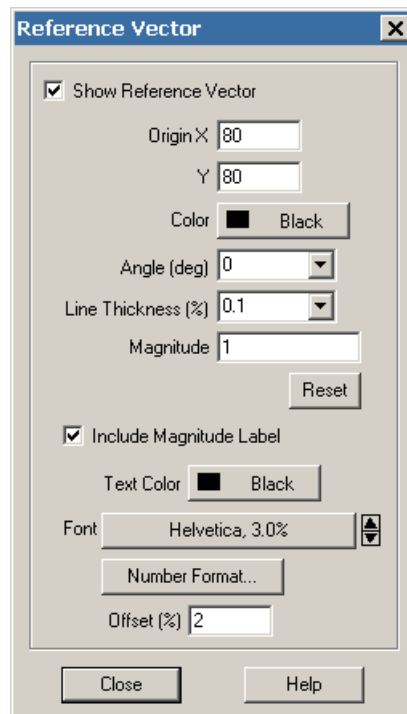 Reference Vector
Show Reference Vector
Origin X 80
Y 80
Color Black
Angle (deg) 0
Line Thickness (%) 0.1
Magnitude 1
Reset
Include Magnitude Label
Text Color Black
Font Helvetica, 3.0%
Number Format...
Offset (%) 2
Close Help